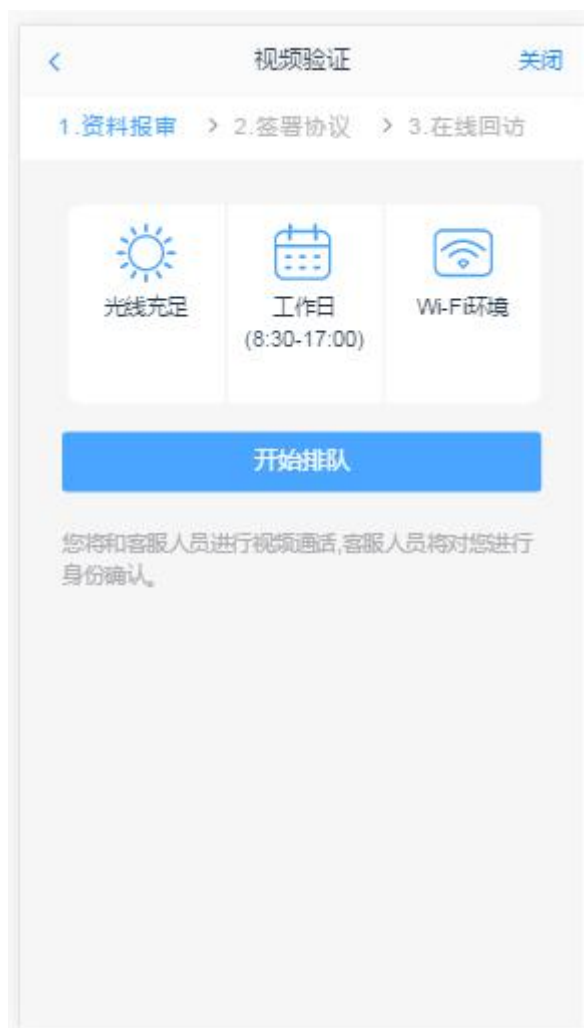 视频验证 关闭
1.资料报审 > 2.签署协议 > 3.在线回访
光线充足 工作日 Wi-Fi环境
(8:30-17:00)
开始排队
您将和客服人员进行视频通话,客服人员将对您进行
身份确认。